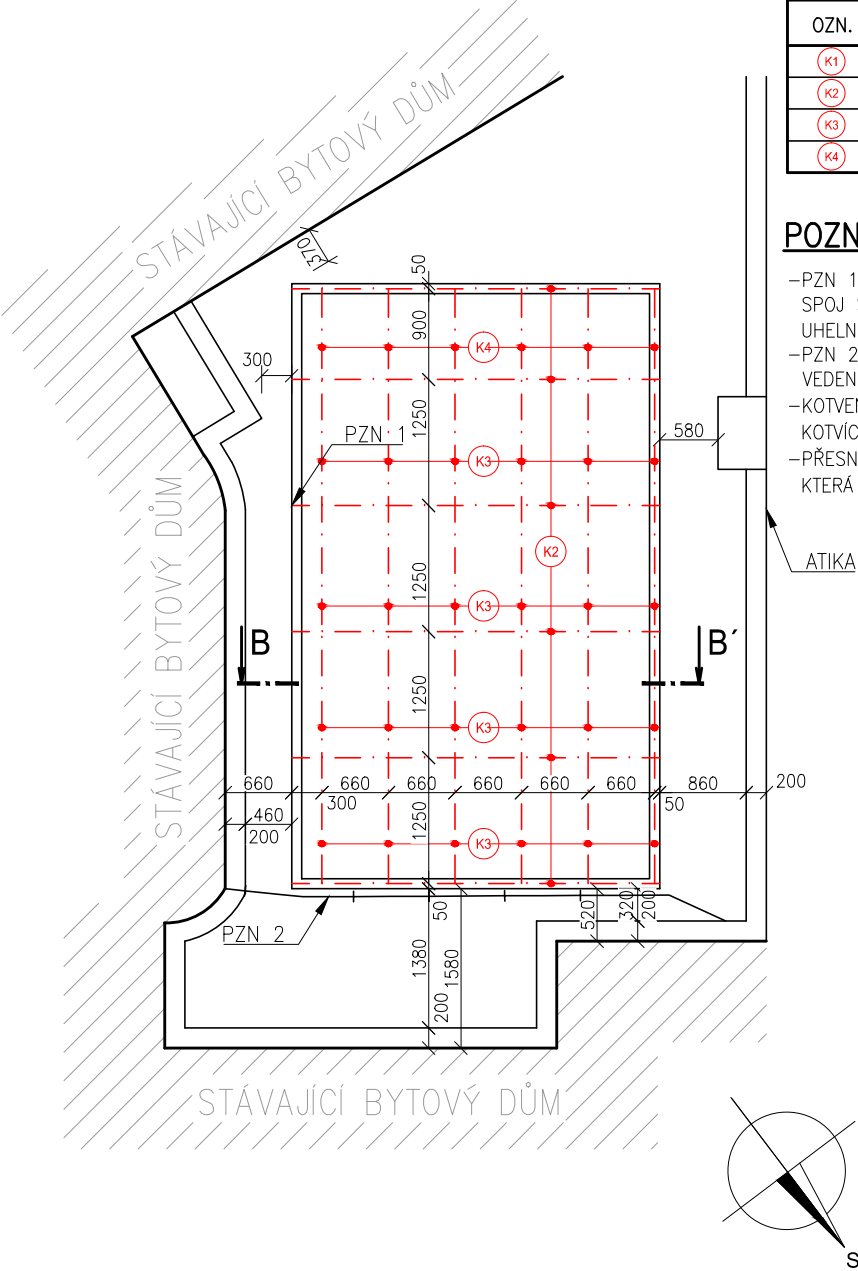 OZN.
K1
K2
K3
K4
STÁVAJÍCÍ BYTOVÝ DŮM
POZN
-PZN 1
SPOJ
UHELN
-PZN 2
VEDEN
-KOTVEN
KOTVÍC
-PŘESN
KTERÁ
370
50
900
K4
300
1250
PZN 1
580
K3
STÁVAJÍCÍ BYTOVÝ DŮM
K2
ATIKA
1250
K3
B
B´
1250
K3
660
660
660
660
660
660
860
200
300
50
460
200
1250
K3
50
520
320
200
PZN 2
1380
1580
200
STÁVAJÍCÍ BYTOVÝ DŮM
S